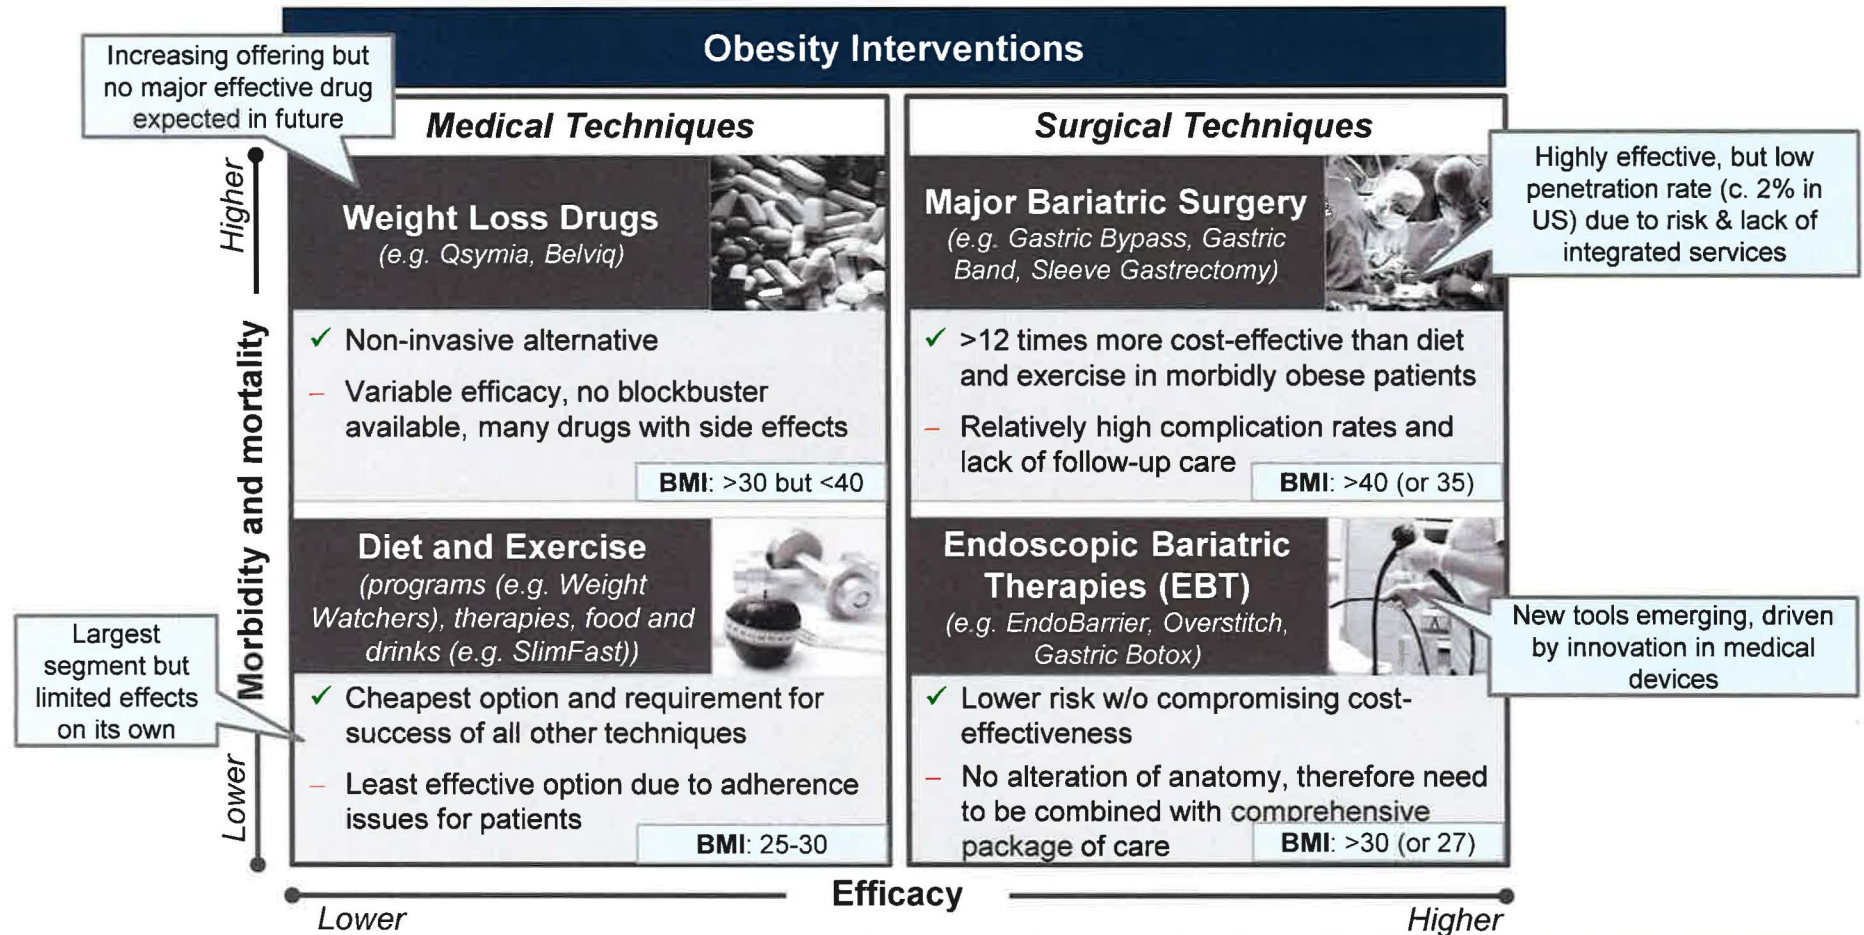 Obesity Interventions
Increasing offering but
no major effective drug
expected in future
Medical Techniques
Surgical Techniques
Higher
Morbidity and mortality
Lower
Weight Loss Drugs
(e.g. Qsymia, Belviq)
✓ Non-invasive alternative
– Variable efficacy, no blockbuster
available, many drugs with side effects
BMI: >30 but <40
Major Bariatric Surgery
(e.g. Gastric Bypass, Gastric
Band, Sleeve Gastrectomy)
Highly effective, but low
penetration rate (c. 2% in
US) due to risk & lack of
integrated services
✓ >12 times more cost-effective than diet
and exercise in morbidly obese patients
– Relatively high complication rates and
lack of follow-up care
BMI: >40 (or 35)
Diet and Exercise
(programs (e.g. Weight
Watchers), therapies, food and
drinks (e.g. SlimFast))
Largest
segment but
limited effects
on its own
✓ Cheapest option and requirement for
success of all other techniques
– Least effective option due to adherence
issues for patients
BMI: 25-30
Endoscopic Bariatric
Therapies (EBT)
(e.g. EndoBarrier, Overstitch,
Gastric Botox)
New tools emerging, driven
by innovation in medical
devices
✓ Lower risk w/o compromising cost-
effectiveness
– No alteration of anatomy, therefore need
to be combined with comprehensive
package of care
BMI: >30 (or 27)
Efficacy
Lower
Higher